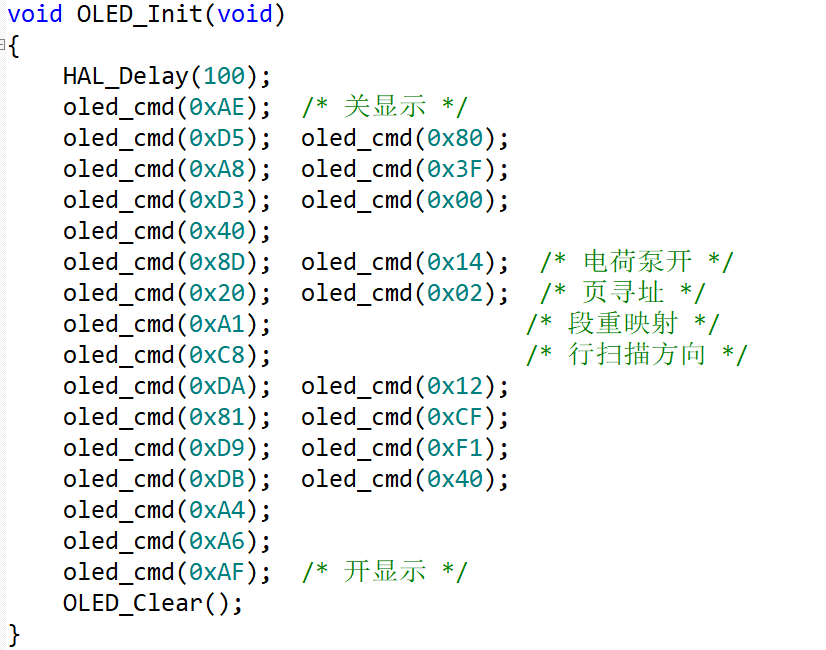 void OLED_Init(void)
{
    HAL_Delay(100);
    oled_cmd(0xAE);  /* 关显示 */
    oled_cmd(0xD5);  oled_cmd(0x80);
    oled_cmd(0xA8);  oled_cmd(0x3F);
    oled_cmd(0xD3);  oled_cmd(0x00);
    oled_cmd(0x40);
    oled_cmd(0x8D);  oled_cmd(0x14);  /* 电荷泵开 */
    oled_cmd(0x20);  oled_cmd(0x02);  /* 页寻址 */
    oled_cmd(0xA1);                  /* 段重映射 */
    oled_cmd(0xC8);                  /* 行扫描方向 */
    oled_cmd(0xDA);  oled_cmd(0x12);
    oled_cmd(0x81);  oled_cmd(0xCF);
    oled_cmd(0xD9);  oled_cmd(0xF1);
    oled_cmd(0xDB);  oled_cmd(0x40);
    oled_cmd(0xA4);
    oled_cmd(0xA6);
    oled_cmd(0xAF);  /* 开显示 */
    OLED_Clear();
}